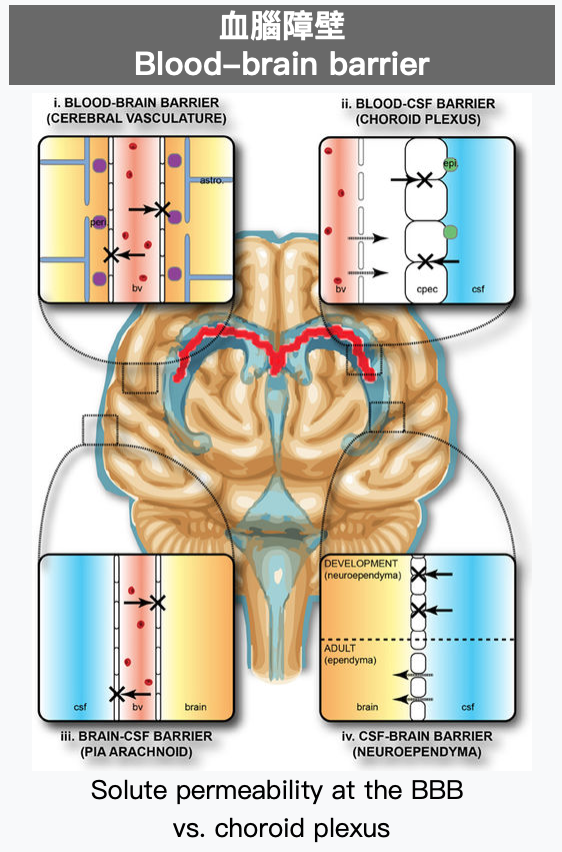 血腦障壁
Blood–brain barrier
i. BLOOD-BRAIN BARRIER
(CEREBRAL VASCULATURE)
ii. BLOOD-CSF BARRIER
(CHOROID PLEXUS)
astro.
peri.
bv
epi.
bv
cpec
csf
DEVELOPMENT
(neuroependyma)
ADULT
(ependyma)
csf
bv
brain
brain
csf
iii. BRAIN-CSF BARRIER
(PIA ARACHNOID)
iv. CSF-BRAIN BARRIER
(NEUROEPENDYMA)
Solute permeability at the BBB
vs. choroid plexus